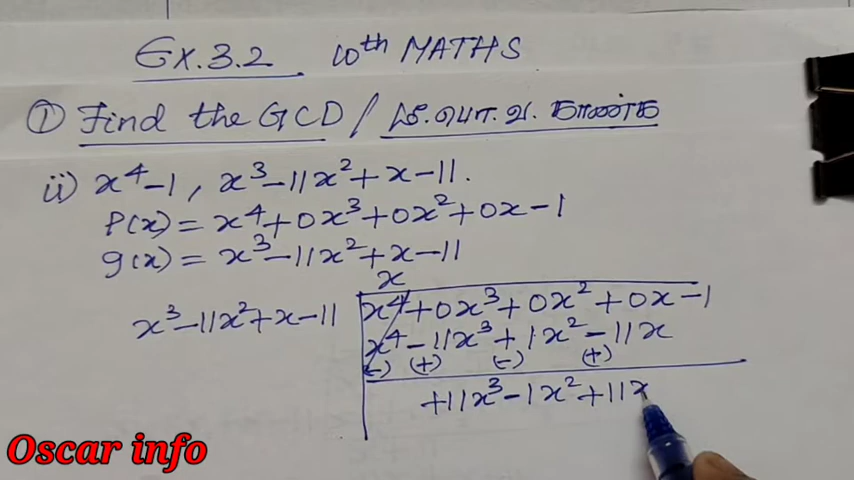 Ex.3.2 10th MATHS
① Find the GCD / மீ.பொ.வ. காண்க
ii) x⁴-1, x³-11x²+x-11.
P(x) = x⁴+0x³+0x²+0x-1
g(x) = x³-11x²+x-11
x
x³-11x²+x-11 x⁴+0x³+0x²+0x-1
x⁴-11x³+1x²-11x
(-) (+) (-) (+)
+11x³-1x²+11x
Oscar info